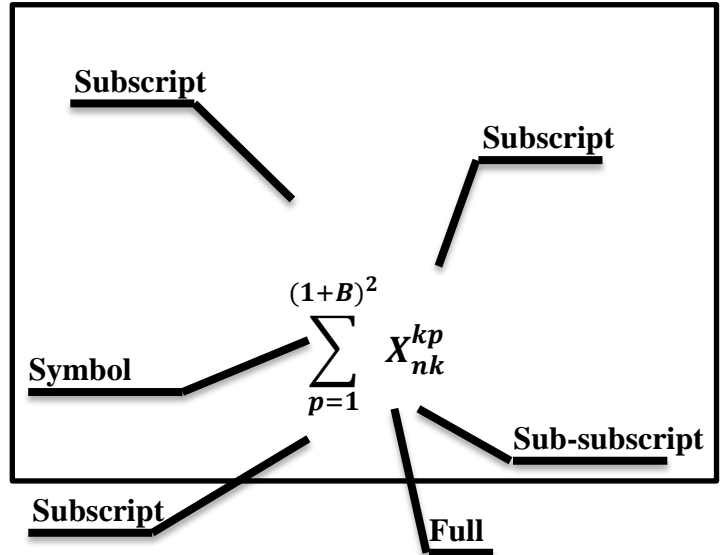 Subscript
Subscript
(1+B)^2
∑ X_{nk}^{kp}
p=1
Symbol
Sub-subscript
Subscript
Full